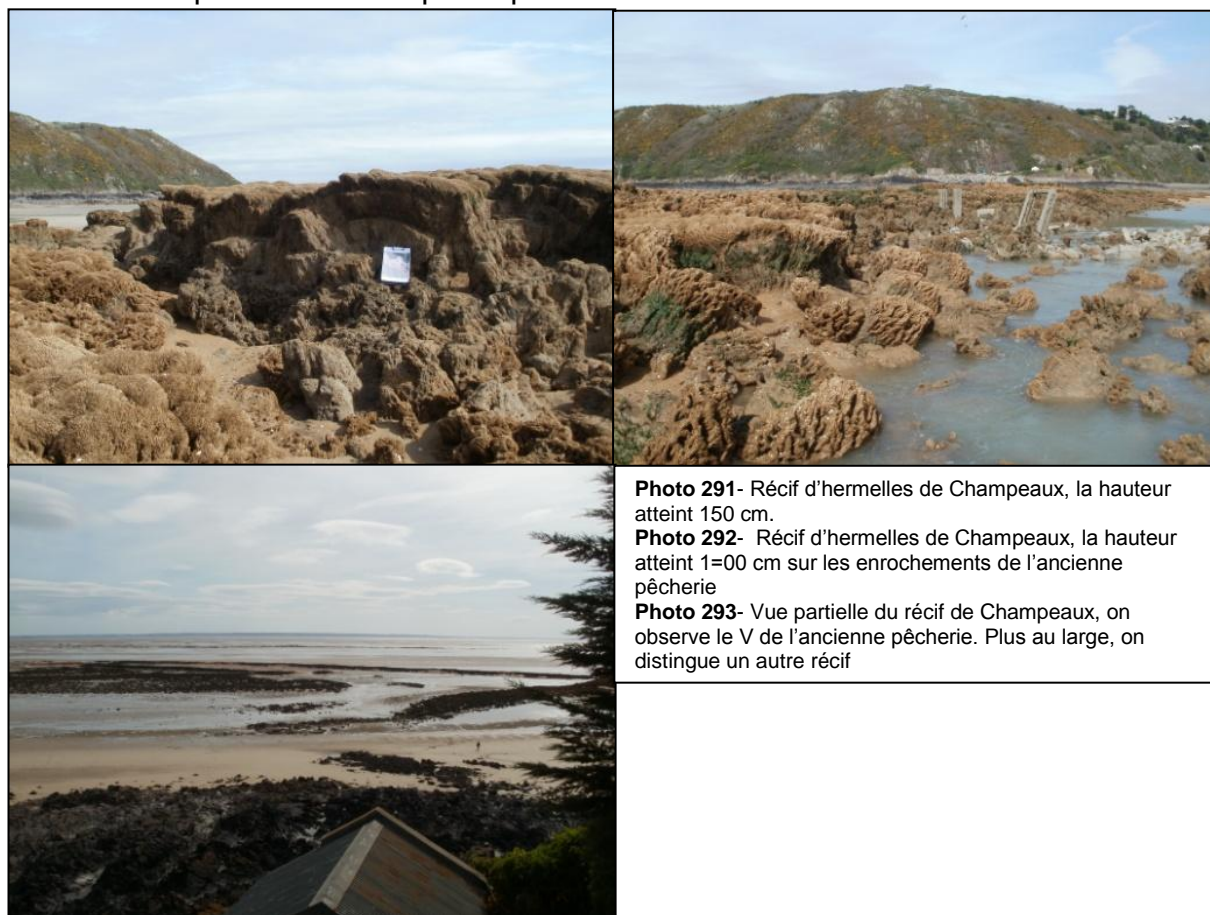 Photo 291- Récif d'hermelles de Champeaux, la hauteur
atteint 150 cm.
Photo 292-  Récif d'hermelles de Champeaux, la hauteur
atteint 1=00 cm sur les enrochements de l'ancienne
pêcherie
Photo 293- Vue partielle du récif de Champeaux, on
observe le V de l'ancienne pêcherie. Plus au large, on
distingue un autre récif